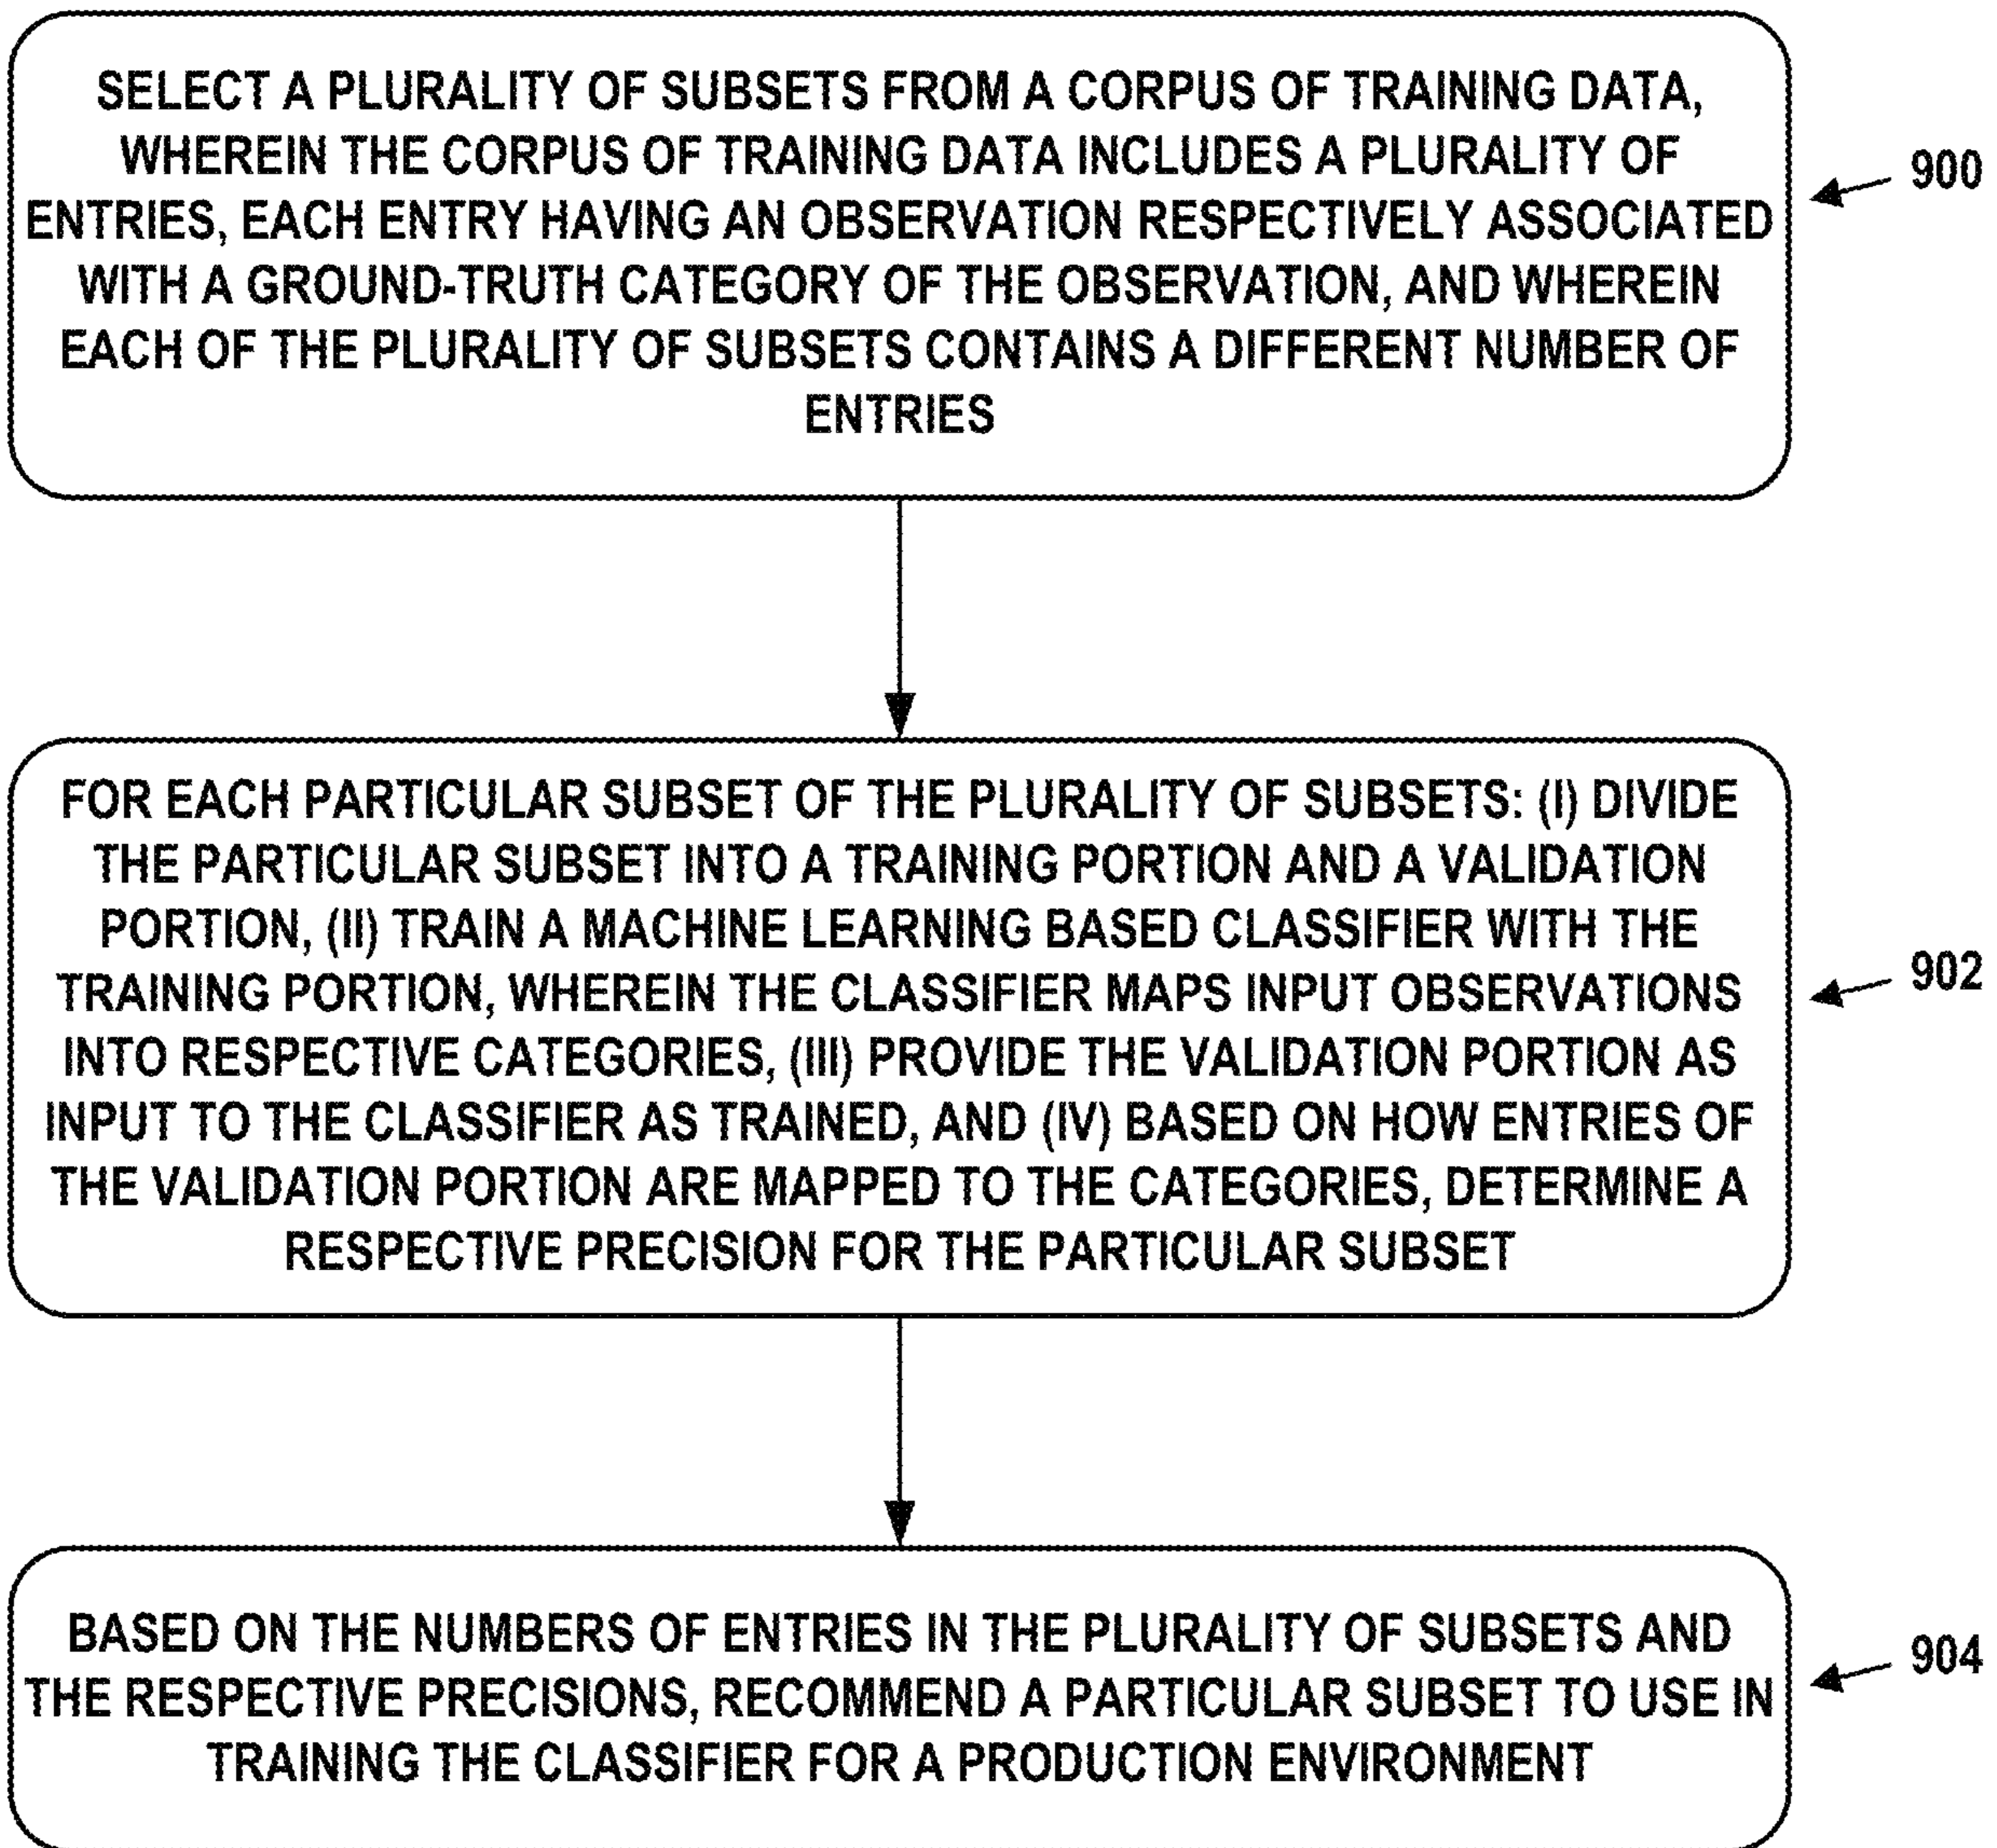 SELECT A PLURALITY OF SUBSETS FROM A CORPUS OF TRAINING DATA,
WHEREIN THE CORPUS OF TRAINING DATA INCLUDES A PLURALITY OF
ENTRIES, EACH ENTRY HAVING AN OBSERVATION RESPECTIVELY ASSOCIATED
WITH A GROUND-TRUTH CATEGORY OF THE OBSERVATION, AND WHEREIN
EACH OF THE PLURALITY OF SUBSETS CONTAINS A DIFFERENT NUMBER OF
ENTRIES
900
FOR EACH PARTICULAR SUBSET OF THE PLURALITY OF SUBSETS: (I) DIVIDE
THE PARTICULAR SUBSET INTO A TRAINING PORTION AND A VALIDATION
PORTION, (II) TRAIN A MACHINE LEARNING BASED CLASSIFIER WITH THE
TRAINING PORTION, WHEREIN THE CLASSIFIER MAPS INPUT OBSERVATIONS
INTO RESPECTIVE CATEGORIES, (III) PROVIDE THE VALIDATION PORTION AS
INPUT TO THE CLASSIFIER AS TRAINED, AND (IV) BASED ON HOW ENTRIES OF
THE VALIDATION PORTION ARE MAPPED TO THE CATEGORIES, DETERMINE A
RESPECTIVE PRECISION FOR THE PARTICULAR SUBSET
902
BASED ON THE NUMBERS OF ENTRIES IN THE PLURALITY OF SUBSETS AND
THE RESPECTIVE PRECISIONS, RECOMMEND A PARTICULAR SUBSET TO USE IN
TRAINING THE CLASSIFIER FOR A PRODUCTION ENVIRONMENT
904